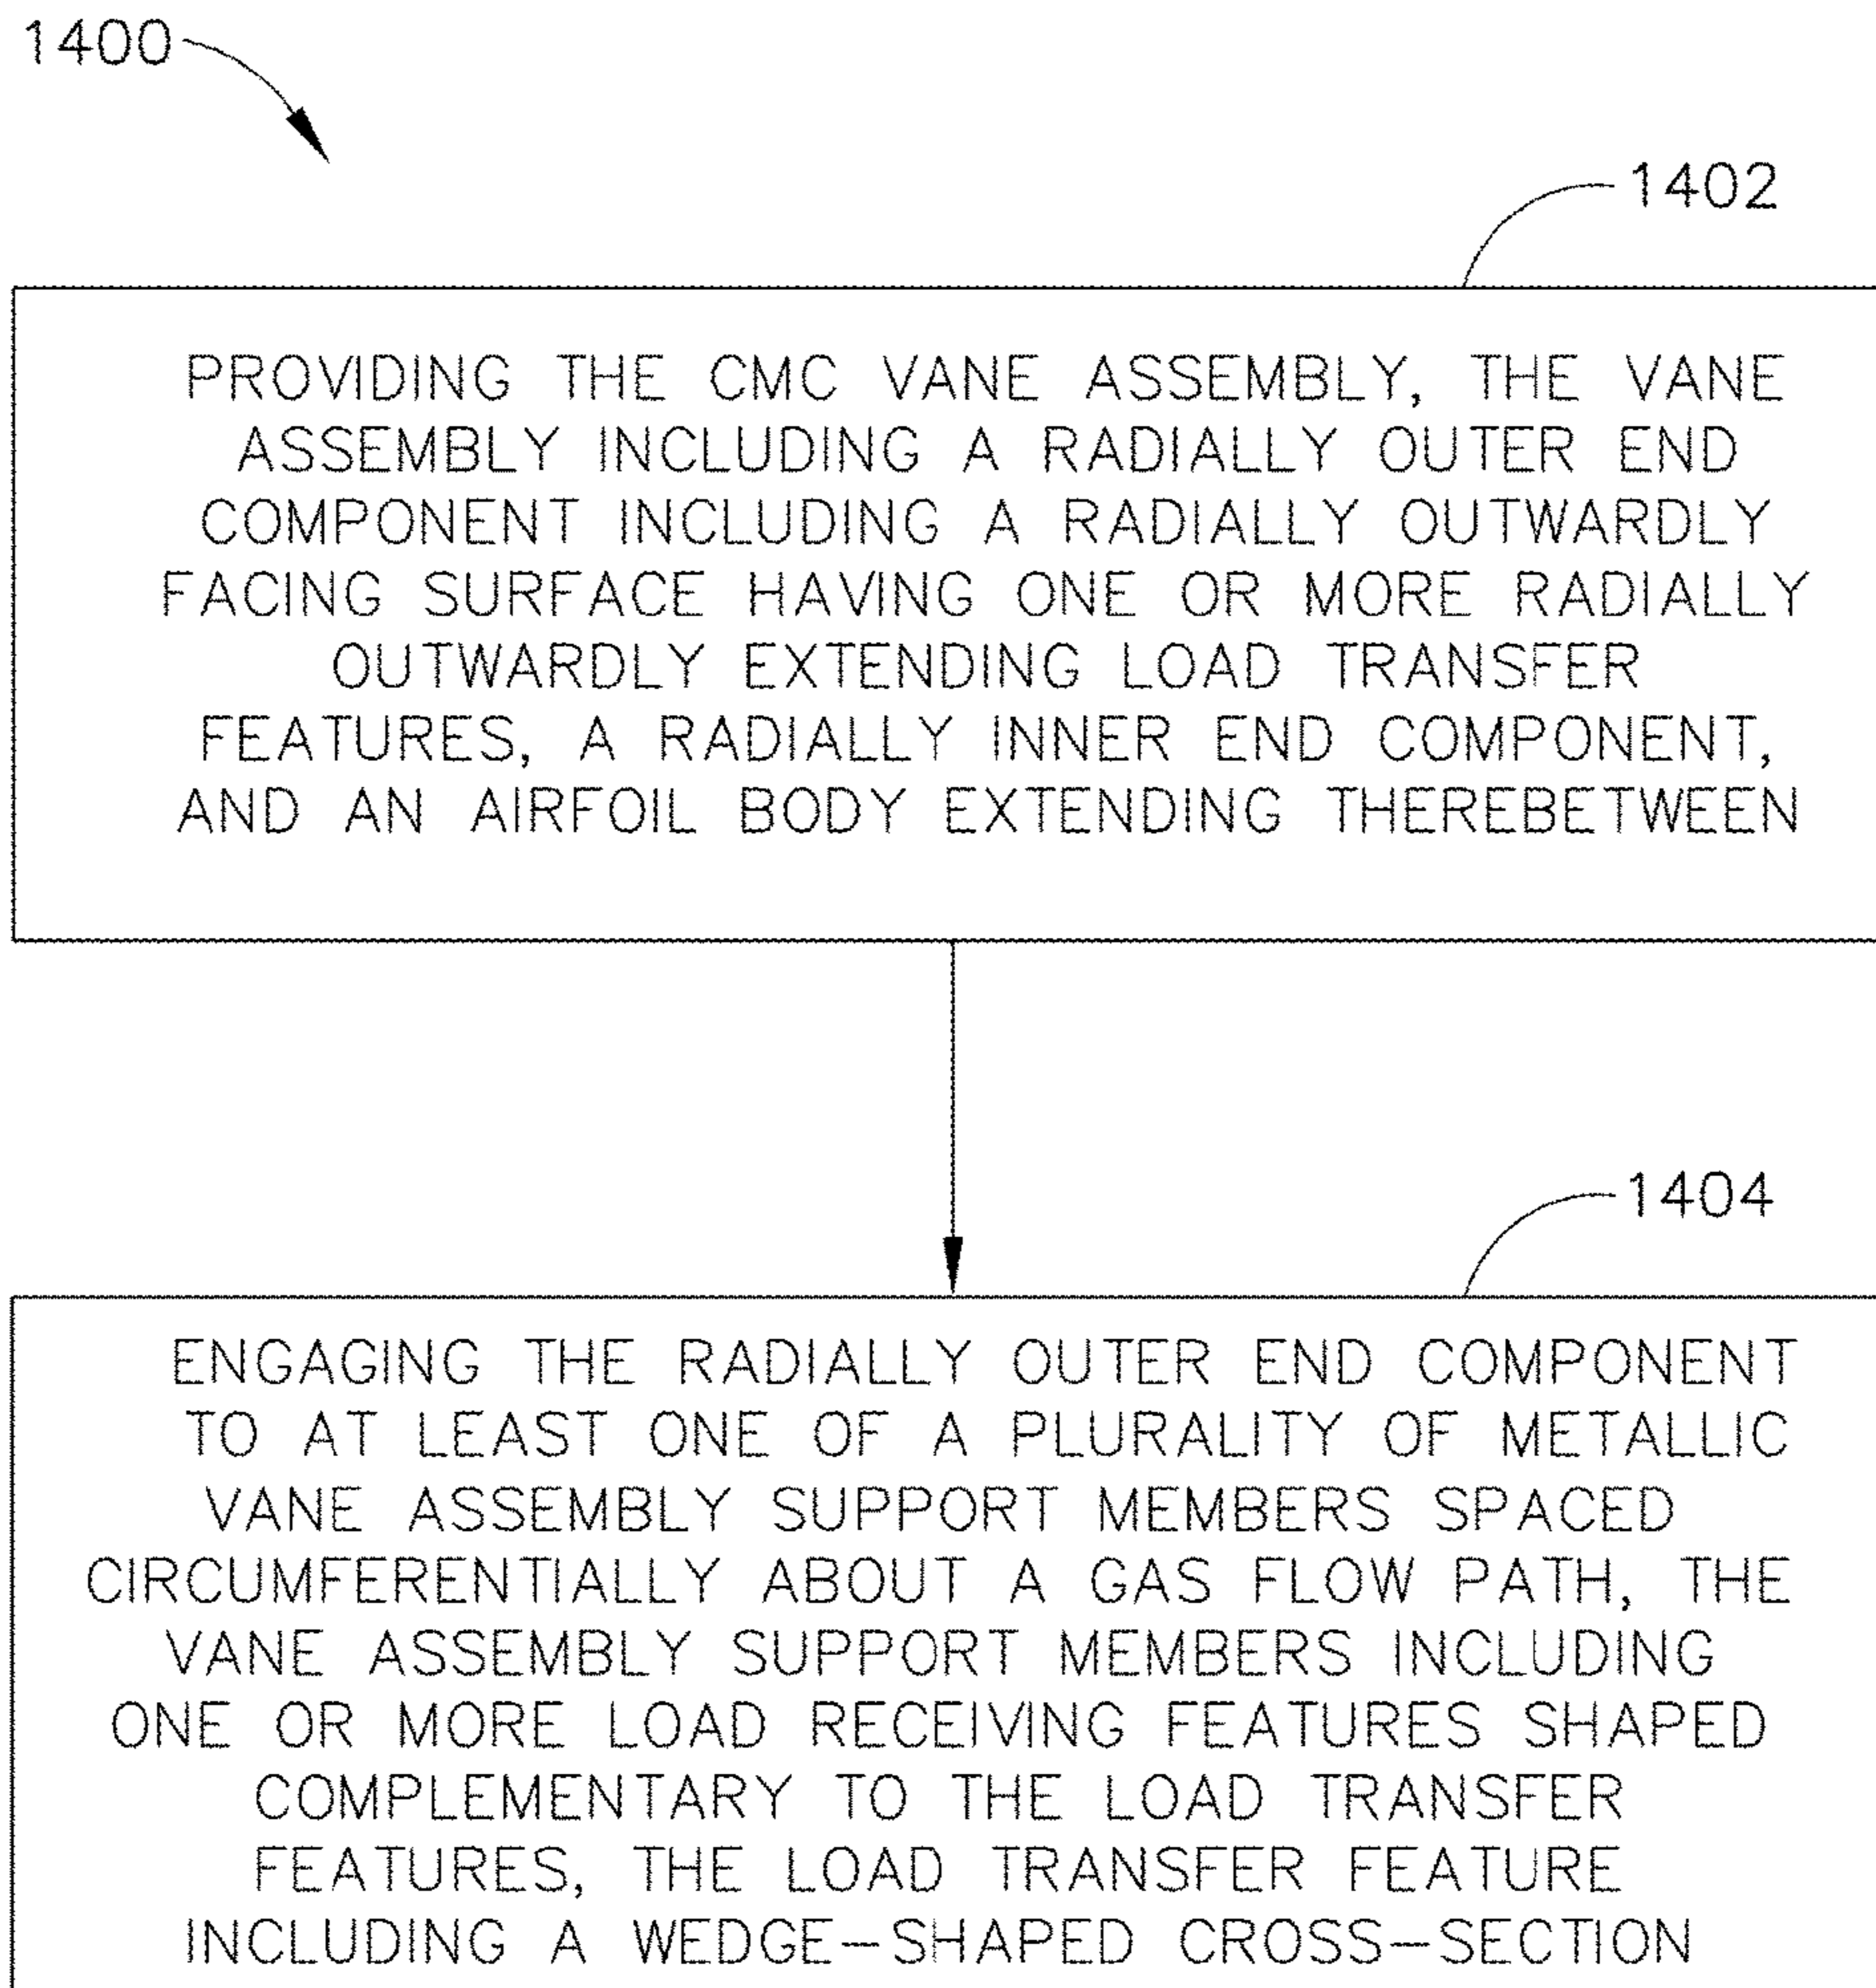 1400
1402
PROVIDING THE CMC VANE ASSEMBLY, THE VANE
ASSEMBLY INCLUDING A RADIALLY OUTER END
COMPONENT INCLUDING A RADIALLY OUTWARDLY
FACING SURFACE HAVING ONE OR MORE RADIALLY
OUTWARDLY EXTENDING LOAD TRANSFER
FEATURES, A RADIALLY INNER END COMPONENT,
AND AN AIRFOIL BODY EXTENDING THEREBETWEEN
1404
ENGAGING THE RADIALLY OUTER END COMPONENT
TO AT LEAST ONE OF A PLURALITY OF METALLIC
VANE ASSEMBLY SUPPORT MEMBERS SPACED
CIRCUMFERENTIALLY ABOUT A GAS FLOW PATH, THE
VANE ASSEMBLY SUPPORT MEMBERS INCLUDING
ONE OR MORE LOAD RECEIVING FEATURES SHAPED
COMPLEMENTARY TO THE LOAD TRANSFER
FEATURES, THE LOAD TRANSFER FEATURE
INCLUDING A WEDGE-SHAPED CROSS-SECTION